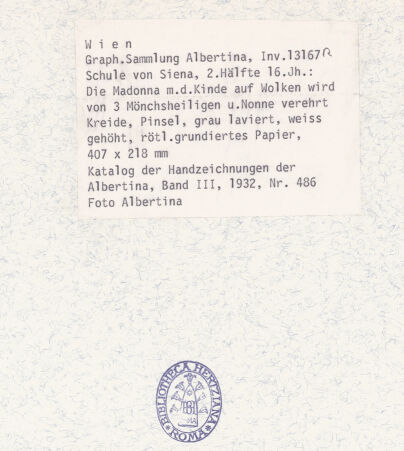 Wien
Graph.Sammlung Albertina, Inv.13167R
Schule von Siena, 2.Hälfte 16.Jh.:
Die Madonna m.d.Kinde auf Wolken wird
von 3 Mönchsheiligen u.Nonne verehrt
Kreide, Pinsel, grau laviert, weiss
gehöht, rötl.grundiertes Papier,
407 x 218 mm
Katalog der Handzeichnungen der
Albertina, Band III, 1932, Nr. 486
Foto Albertina
BIBLIOTHECA HERTZIANA
ROMA